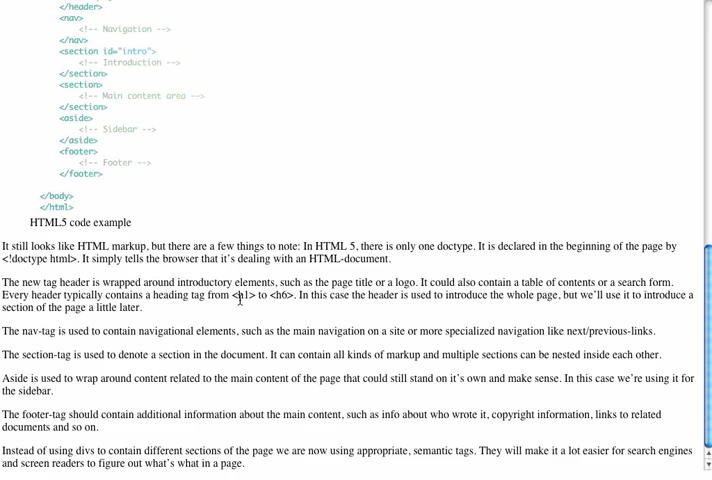 </header>
<nav>
<!-- Navigation -->
</nav>
<section id="intro">
<!-- Introduction -->
</section>
<section>
<!-- Main content area -->
</section>
<aside>
<!-- Sidebar -->
</aside>
<footer>
<!-- Footer -->
</footer>
</body>
</html>
HTML5 code example
It still looks like HTML markup, but there are a few things to note: In HTML 5, there is only one doctype. It is declared in the beginning of the page by
<!doctype html>. It simply tells the browser that it's dealing with an HTML-document.
The new tag header is wrapped around introductory elements, such as the page title or a logo. It could also contain a table of contents or a search form.
Every header typically contains a heading tag from <h1> to <h6>. In this case the header is used to introduce the whole page, but we'll use it to introduce a
section of the page a little later.
The nav-tag is used to contain navigational elements, such as the main navigation on a site or more specialized navigation like next/previous-links.
The section-tag is used to denote a section in the document. It can contain all kinds of markup and multiple sections can be nested inside each other.
Aside is used to wrap around content related to the main content of the page that could still stand on it's own and make sense. In this case we're using it for
the sidebar.
The footer-tag should contain additional information about the main content, such as info about who wrote it, copyright information, links to related
documents and so on.
Instead of using divs to contain different sections of the page we are now using appropriate, semantic tags. They will make it a lot easier for search engines
and screen readers to figure out what's what in a page.